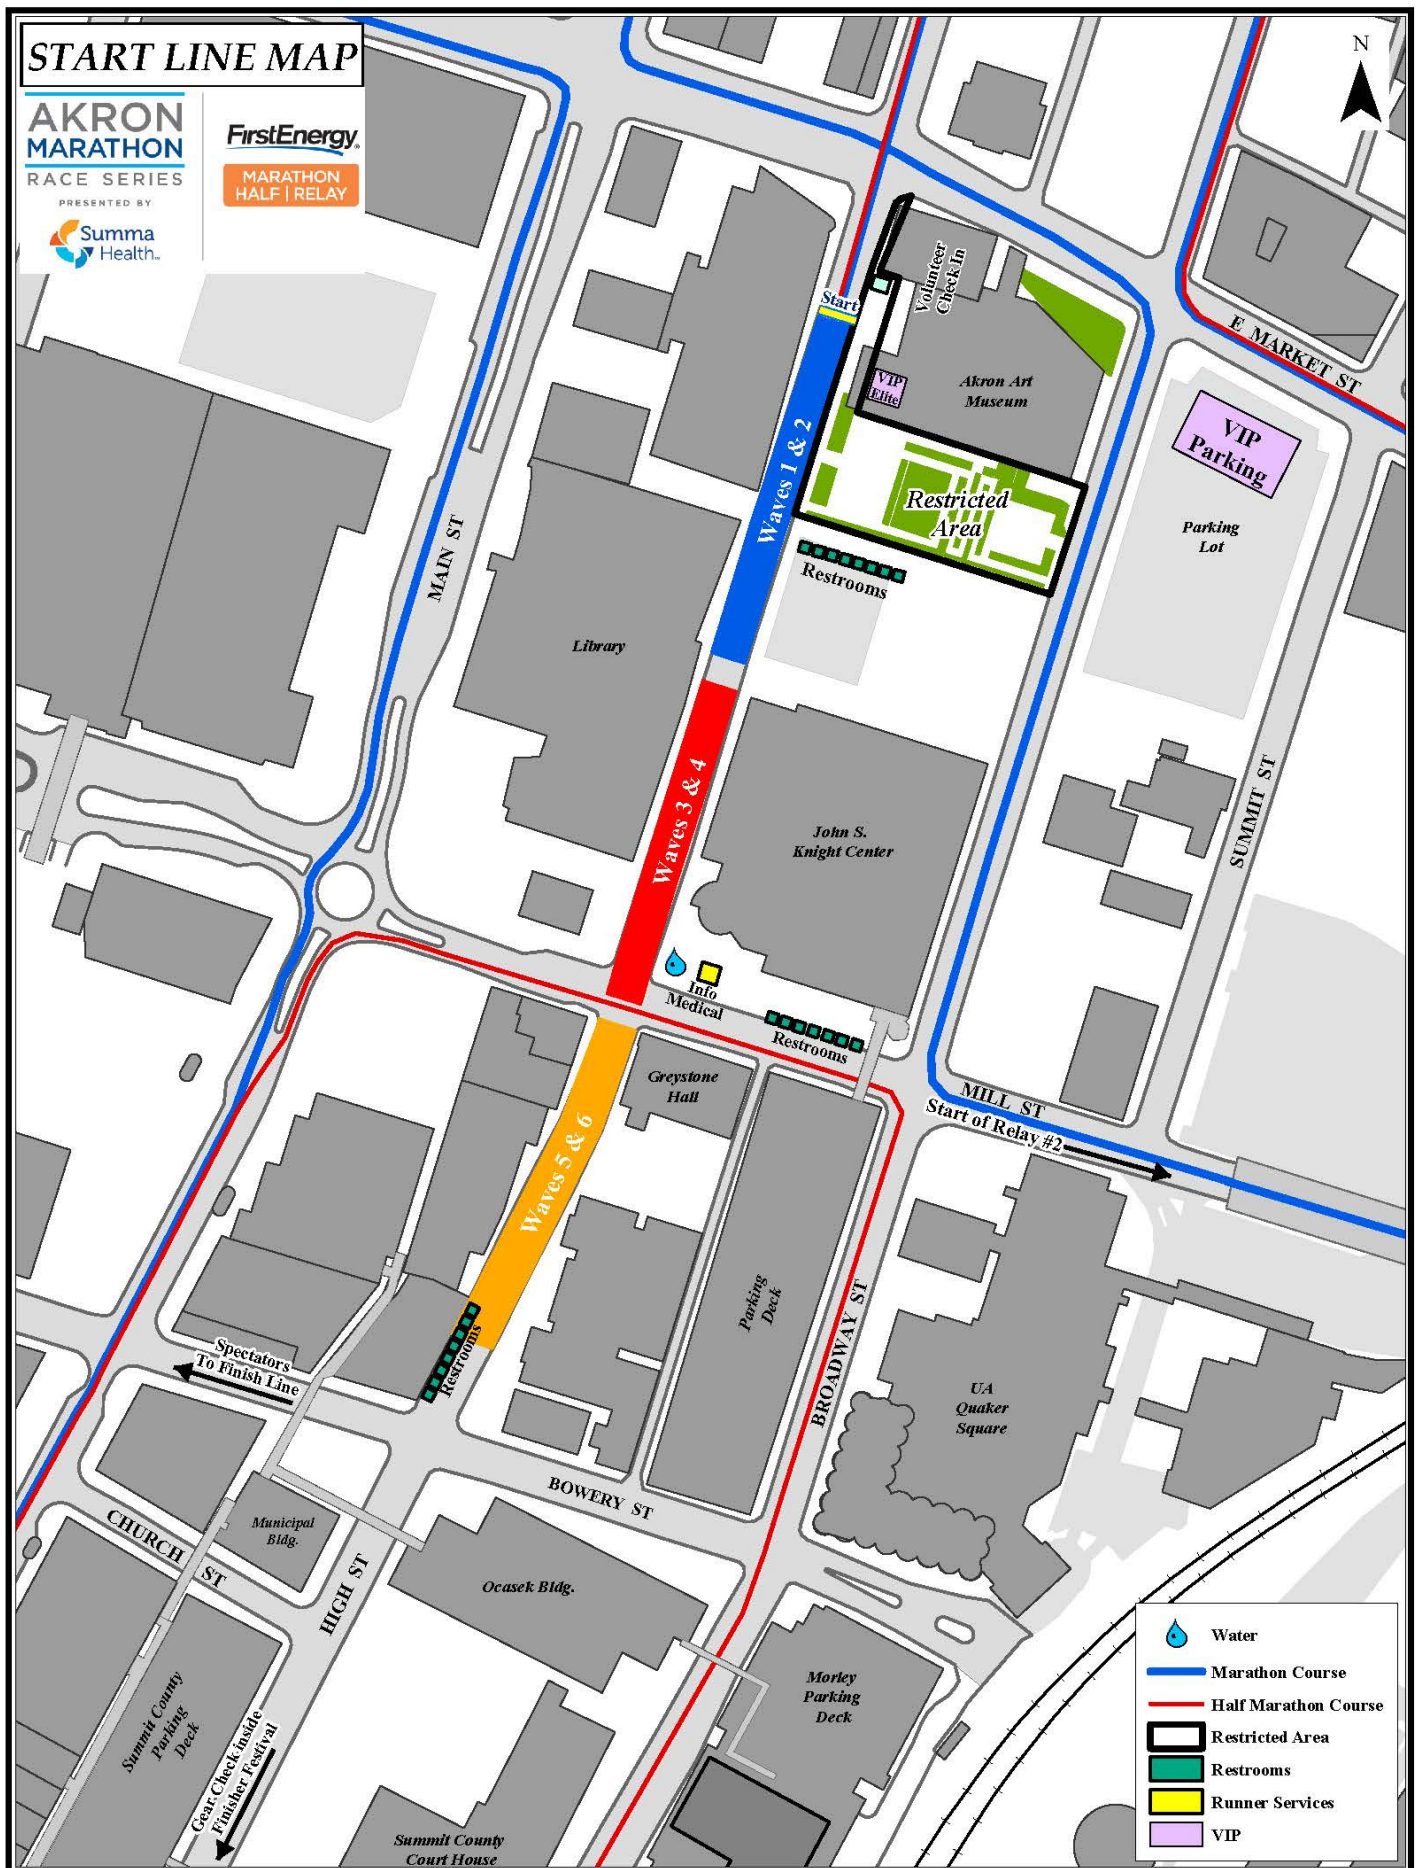 START LINE MAP
AKRON
MARATHON
RACE SERIES
PRESENTED BY
Summa
Health
FirstEnergy
MARATHON
HALF | RELAY
N
Start
Volunteer
Check In
VIP
Elite
Akron Art
Museum
E MARKET ST
VIP
Parking
Parking
Lot
Waves 1 & 2
Restricted
Area
Restrooms
MAIN ST
Library
Waves 3 & 4
John S.
Knight Center
SUMMIT ST
Info
Medical
Restrooms
Greystone
Hall
MILL ST
Start of Relay #2
Waves 5 & 6
Parking
Deck
BROADWAY ST
Restrooms
Spectators
To Finish Line
UA
Quaker
Square
BOWERY ST
CHURCH ST
Municipal
Bldg.
HIGH ST
Ocasek Bldg.
Summit County
Parking
Deck
Gear Check inside
Finisher Festival
Morley
Parking
Deck
Summit County
Court House
Water
Marathon Course
Half Marathon Course
Restricted Area
Restrooms
Runner Services
VIP